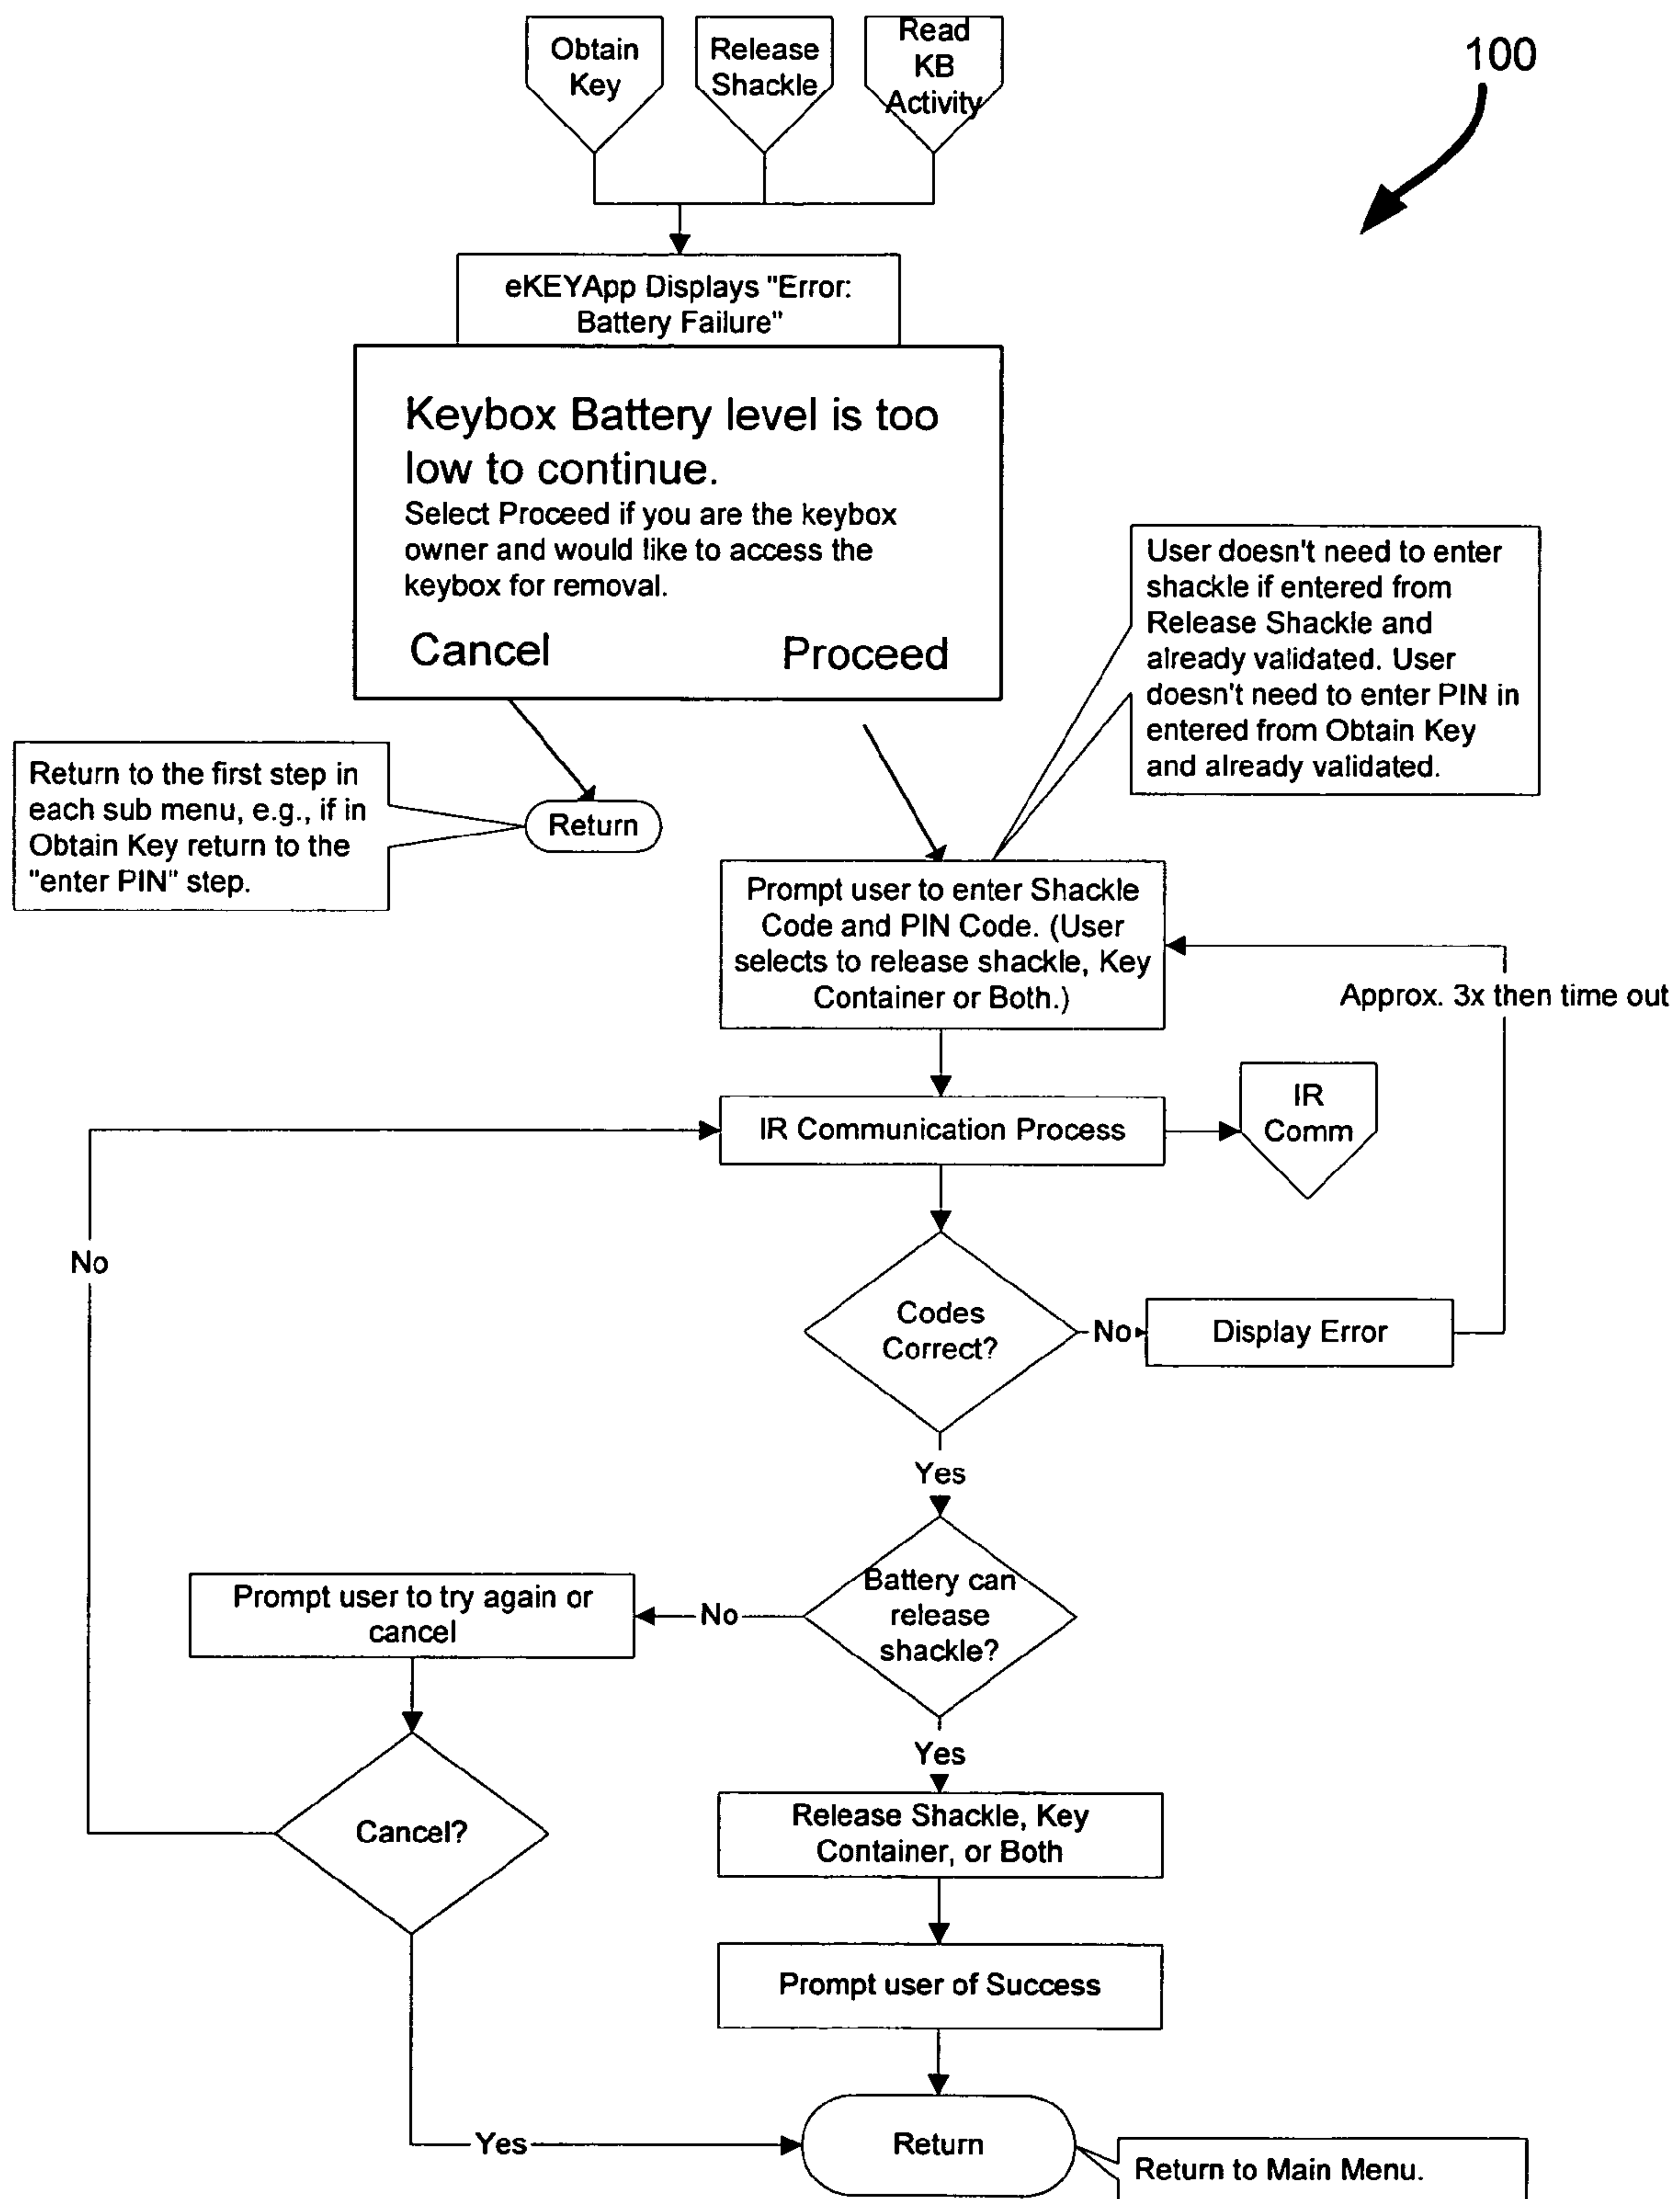 Obtain
Key
Release
Shackle
Read
KB
Activity
100
eKEYApp Displays "Error:
Battery Failure"
Keybox Battery level is too
low to continue.
Select Proceed if you are the keybox
owner and would like to access the
keybox for removal.
Cancel
Proceed
User doesn't need to enter
shackle if entered from
Release Shackle and
already validated. User
doesn't need to enter PIN in
entered from Obtain Key
and already validated.
Return to the first step in
each sub menu, e.g., if in
Obtain Key return to the
"enter PIN" step.
Return
Prompt user to enter Shackle
Code and PIN Code. (User
selects to release shackle, Key
Container or Both.)
Approx. 3x then time out
IR Communication Process
IR
Comm
No
Codes
Correct?
No
Display Error
Yes
Battery can
release
shackle?
No
Prompt user to try again or
cancel
Yes
Cancel?
Release Shackle, Key
Container, or Both
Prompt user of Success
Yes
Return
Return to Main Menu.